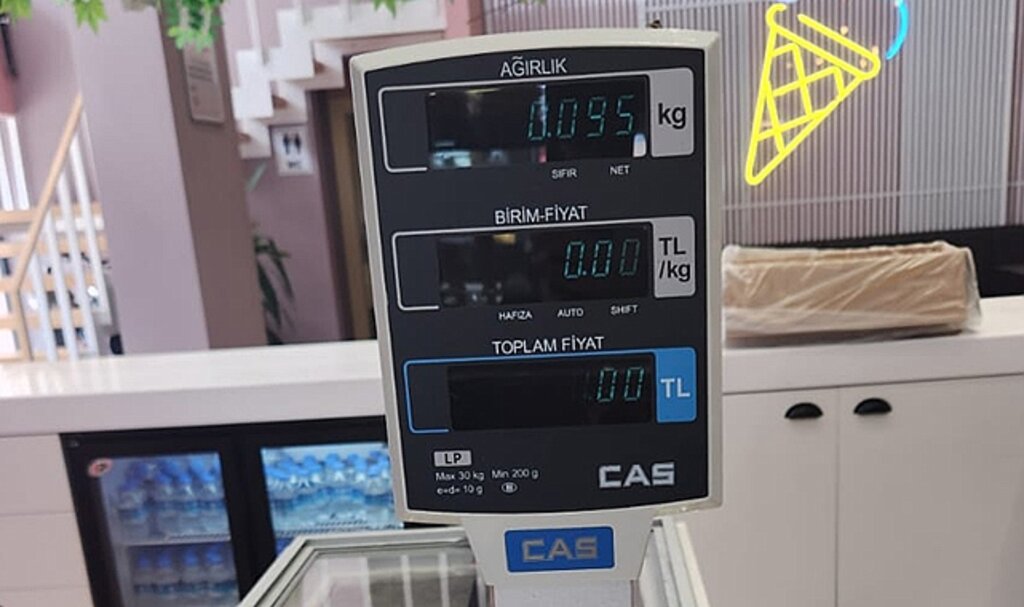 AĞIRLIK
0.095 kg
SIFIR NET
BİRİM-FİYAT
0.00 TL/kg
HAFIZA AUTO SHIFT
TOPLAM FİYAT
.00 TL
LP
Max 30 kg Min 200 g
e=d= 10 g
CAS
CAS